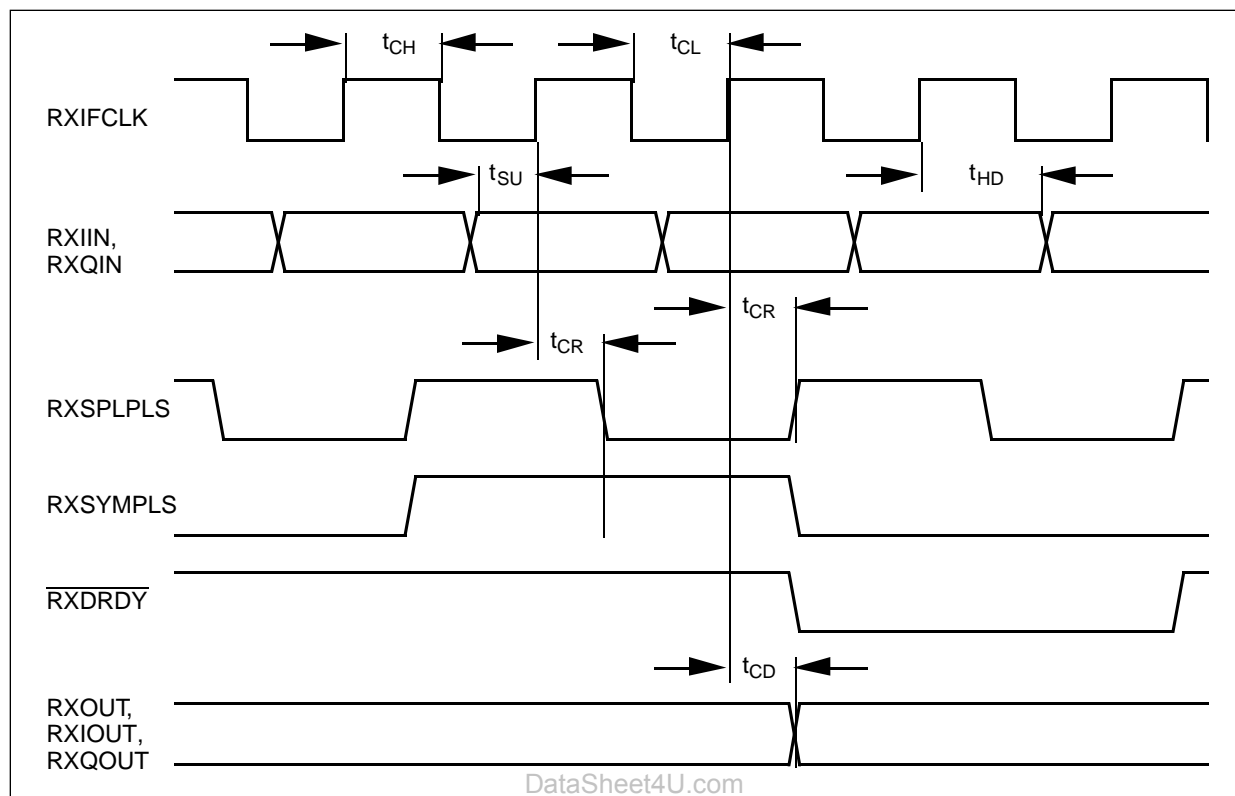 tCH
tCL
RXIFCLK
tSU
tHD
RXIIN,
RXQIN
tCR
tCR
RXSPLPLS
RXSYMPLS
RXDRDY
tCD
RXOUT,
RXIOUT,
RXQOUT
DataSheet4U.com